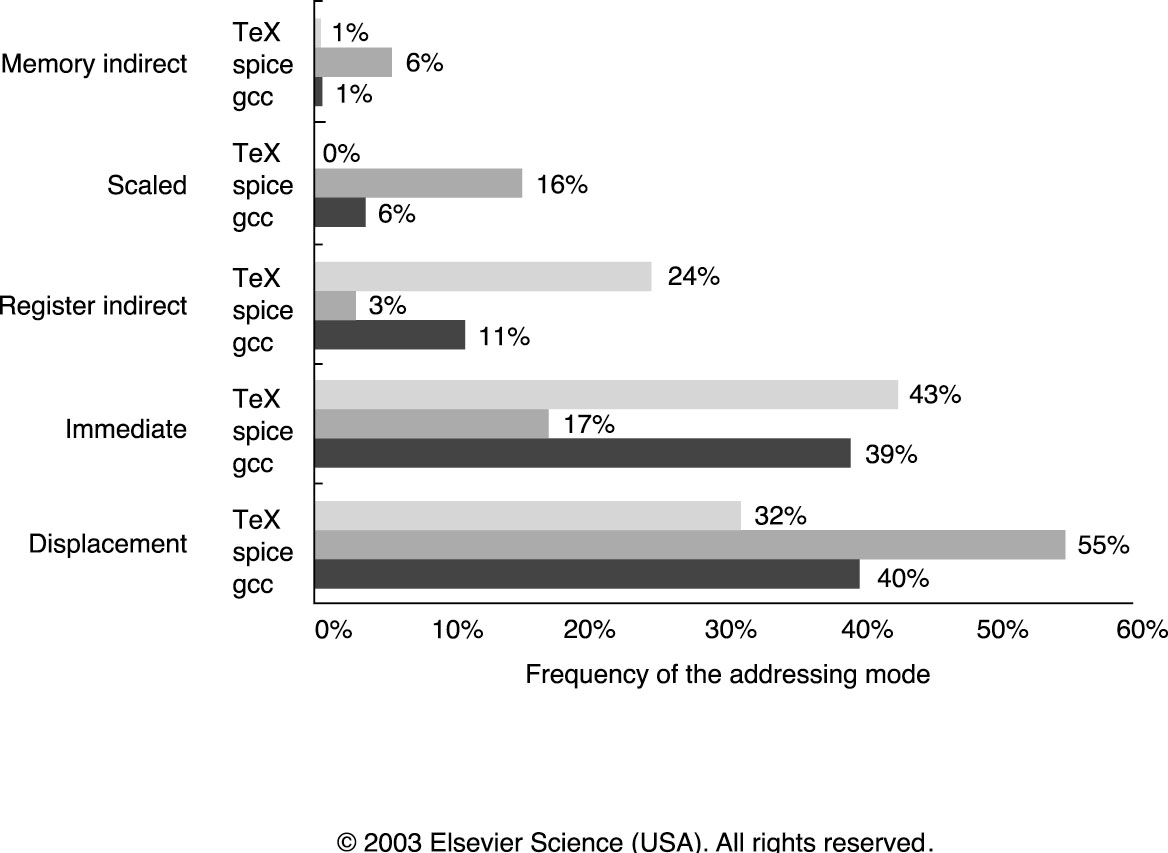 TeX 1%
Memory indirect spice 6%
gcc 1%
TeX 0%
Scaled spice 16%
gcc 6%
TeX 24%
Register indirect spice 3%
gcc 11%
TeX 43%
Immediate spice 17%
gcc 39%
TeX 32%
Displacement spice 55%
gcc 40%
0% 10% 20% 30% 40% 50% 60%
Frequency of the addressing mode
© 2003 Elsevier Science (USA). All rights reserved.